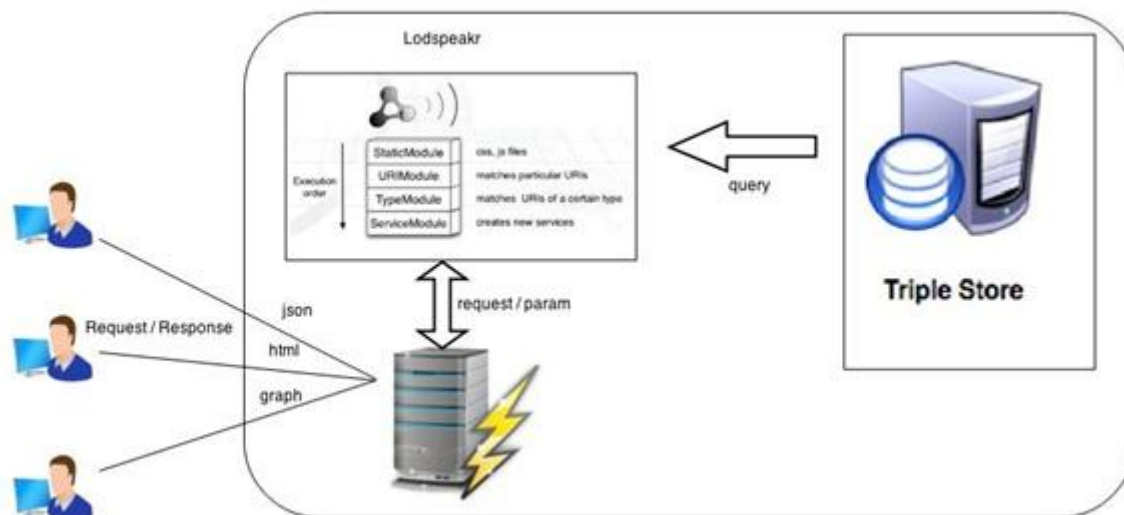 Lodspeakr
Execution order
StaticModule css, js files
URIModule matches particular URIs
TypeModule matches URIs of a certain type
ServiceModule creates new services
query
Triple Store
request / param
Request / Response
json
html
graph